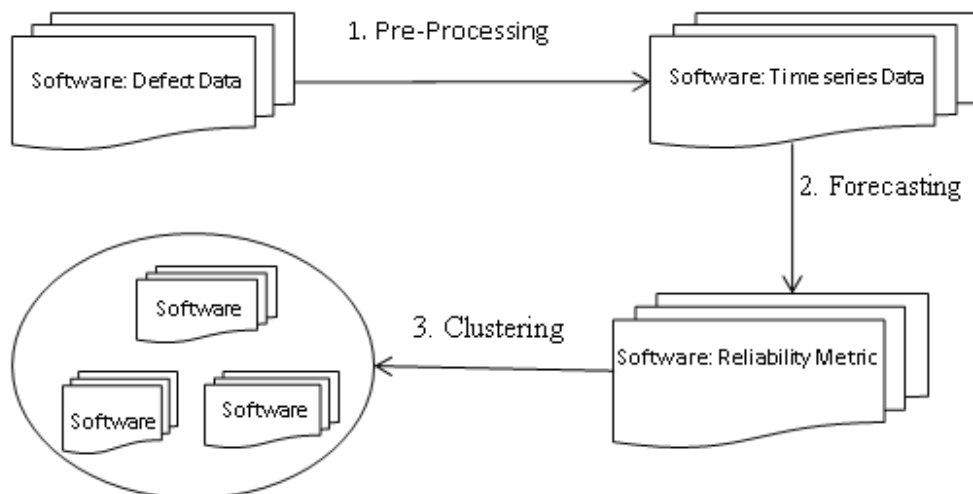 1. Pre-Processing
Software: Defect Data
Software: Time series Data
2. Forecasting
Software
3. Clustering
Software: Reliability Metric
Software
Software